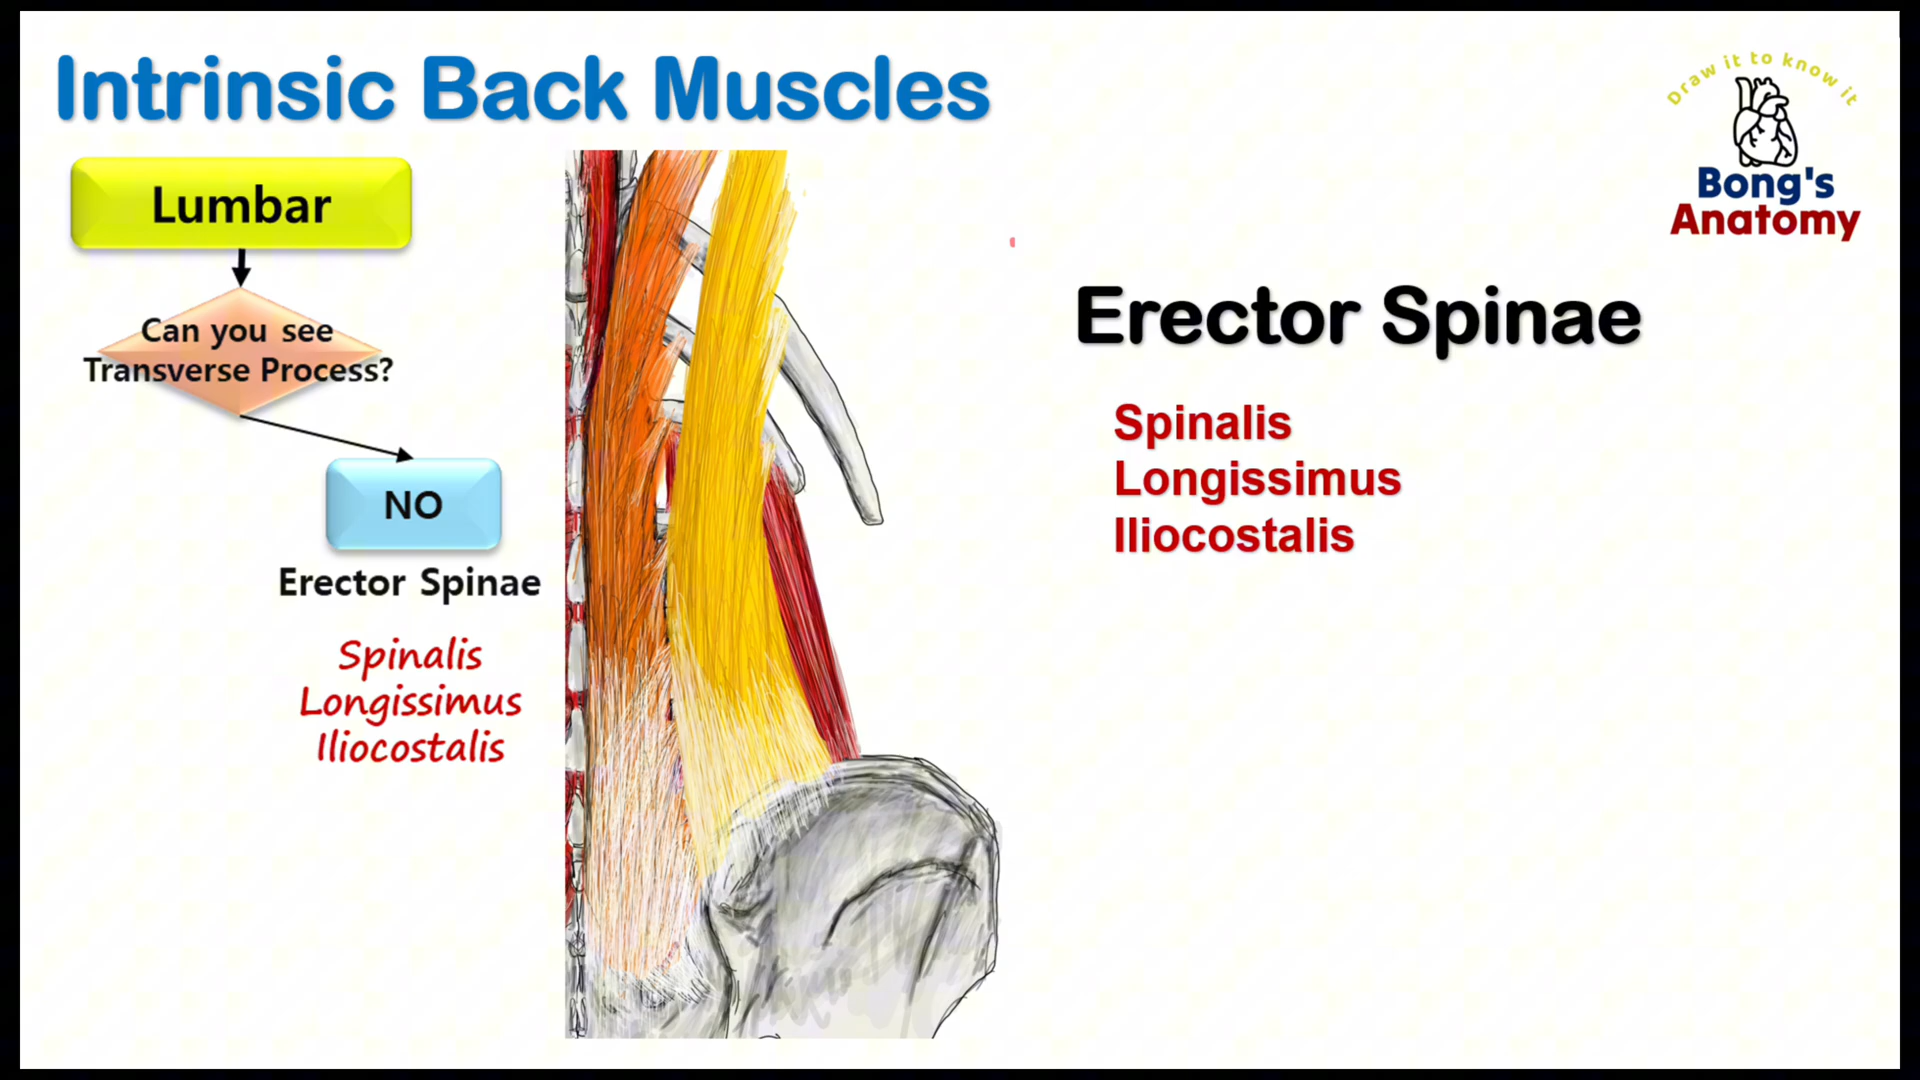 Intrinsic Back Muscles
Draw it to know it
Bong's
Anatomy
Lumbar
Can you see
Transverse Process?
NO
Erector Spinae
Spinalis
Longissimus
Iliocostalis
Erector Spinae
Spinalis
Longissimus
Iliocostalis